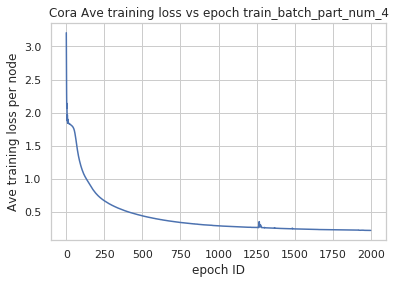 Cora Ave training loss vs epoch train_batch_part_num_4
Ave training loss per node
3.0
2.5
2.0
1.5
1.0
0.5
0 250 500 750 1000 1250 1500 1750 2000
epoch ID